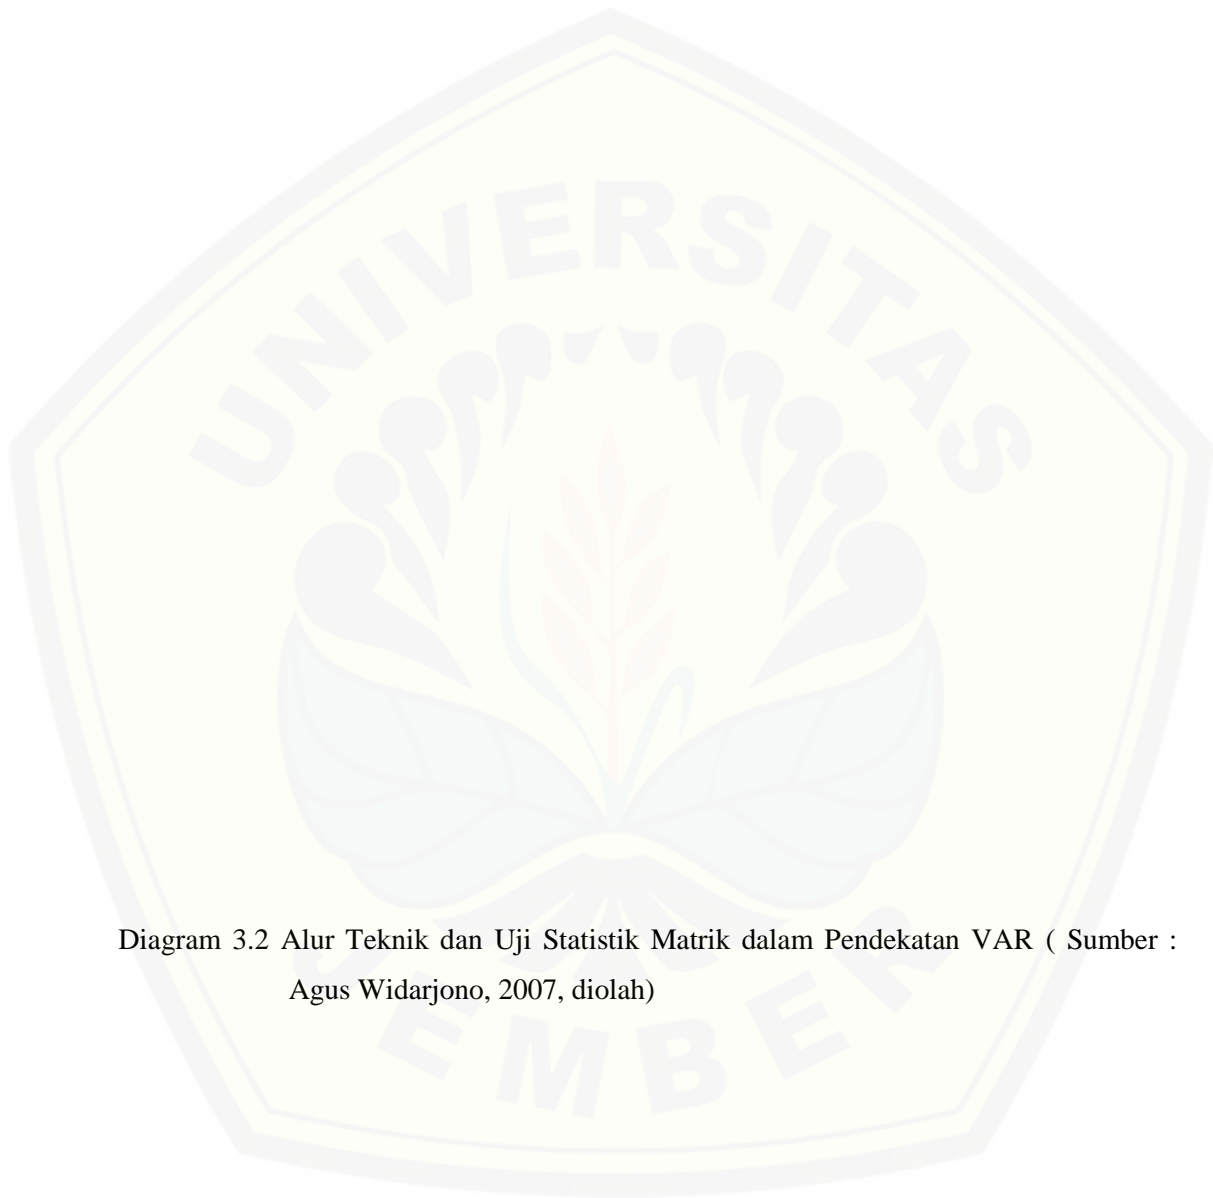 UNIVERSITAS
Diagram 3.2 Alur Teknik dan Uji Statistik Matrik dalam Pendekatan VAR ( Sumber :
Agus Widarjono, 2007, diolah)
JEMBER